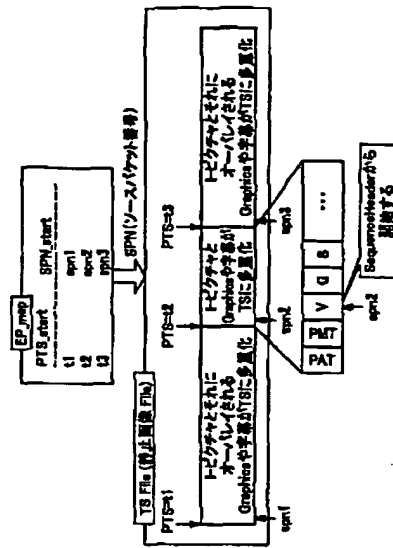 EP_map
PTS_start SPN_start
t1 spn1
t2 spn2
t3 spn3
SPN(ソースパケット番号)
TS File (静止画像 File)
PTS=t1
PTS=t2
PTS=t3
I-ピクチャとそれに
オーバレイされる
Graphicsや字幕がTSに多重化
I-ピクチャと
Graphicsや字幕が
TSに多重化
I-ピクチャとそれに
オーバレイされる
Graphicsや字幕がTSに多重化
spn1
spn2
spn3
PAT
PMT
V
G
S
...
spn2
SequenceHeaderから
開始する